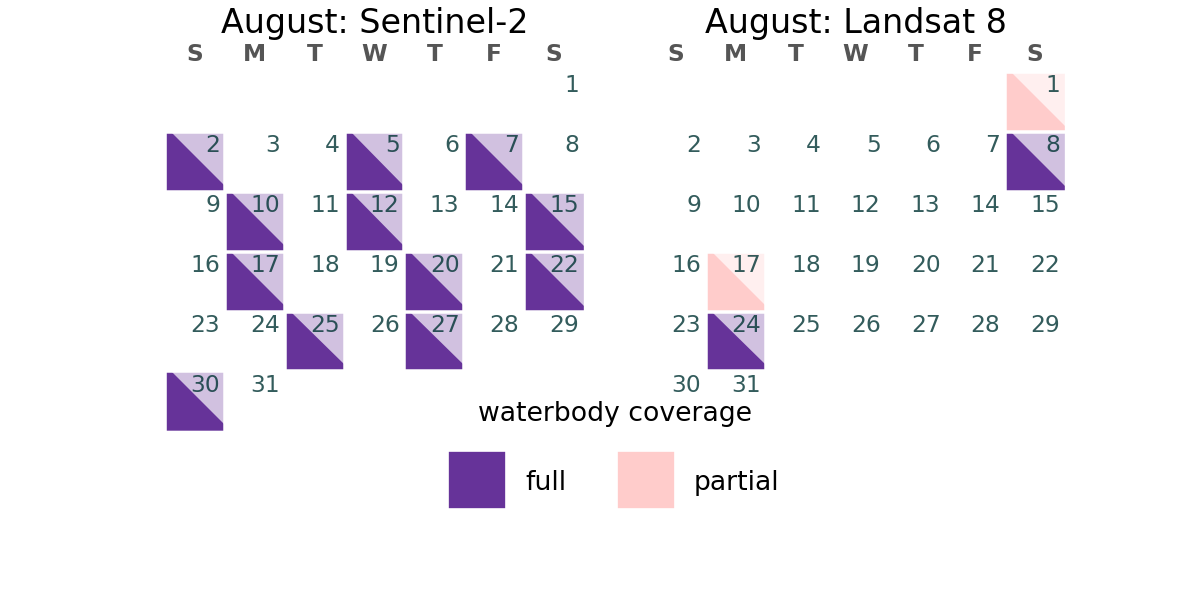 August: Sentinel-2
S M T W T F S
1
2 3 4 5 6 7 8
9 10 11 12 13 14 15
16 17 18 19 20 21 22
23 24 25 26 27 28 29
30 31
August: Landsat 8
S M T W T F S
1
2 3 4 5 6 7 8
9 10 11 12 13 14 15
16 17 18 19 20 21 22
23 24 25 26 27 28 29
30 31
waterbody coverage
full partial